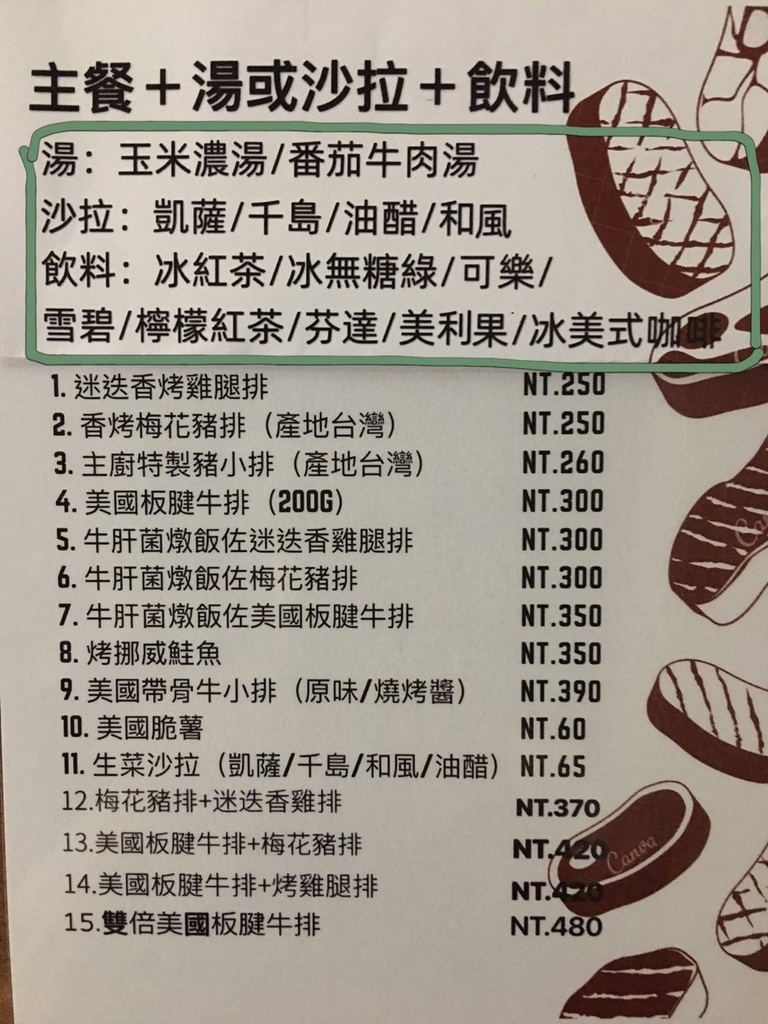 主餐＋湯或沙拉＋飲料
湯：玉米濃湯/番茄牛肉湯
沙拉：凱薩/千島/油醋/和風
飲料：冰紅茶/冰無糖綠/可樂/
雪碧/檸檬紅茶/芬達/美利果/冰美式咖啡
1. 迷迭香烤雞腿排 NT.250
2. 香烤梅花豬排（產地台灣） NT.250
3. 主廚特製豬小排（產地台灣） NT.260
4. 美國板腱牛排（200G） NT.300
5. 牛肝菌燉飯佐迷迭香雞腿排 NT.300
6. 牛肝菌燉飯佐梅花豬排 NT.300
7. 牛肝菌燉飯佐美國板腱牛排 NT.350
8. 烤挪威鮭魚 NT.350
9. 美國帶骨牛小排（原味/燒烤醬） NT.390
10. 美國脆薯 NT.60
11. 生菜沙拉（凱薩/千島/和風/油醋） NT.65
12.梅花豬排+迷迭香雞排 NT.370
13.美國板腱牛排+梅花豬排 NT.420
14.美國板腱牛排+烤雞腿排 NT.420
15.雙倍美國板腱牛排 NT.480
Canva